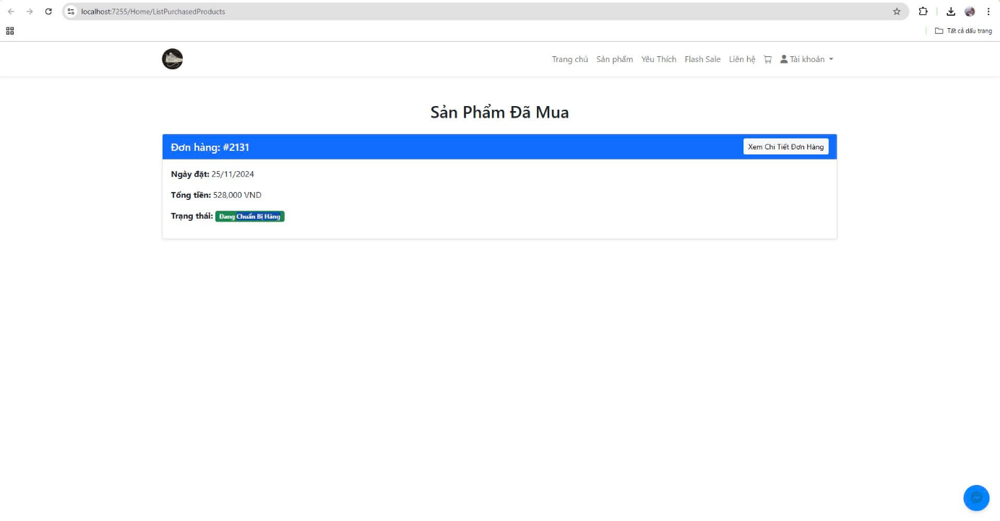 localhost:7255/Home/ListPurchasedProducts
Tất cả dấu trang
Trang chủ Sản phẩm Yêu Thích Flash Sale Liên hệ Tài khoản
Sản Phẩm Đã Mua
Đơn hàng: #2131 Xem Chi Tiết Đơn Hàng
Ngày đặt: 25/11/2024
Tổng tiền: 528,000 VND
Trạng thái: Đang Chuẩn Bị Hàng